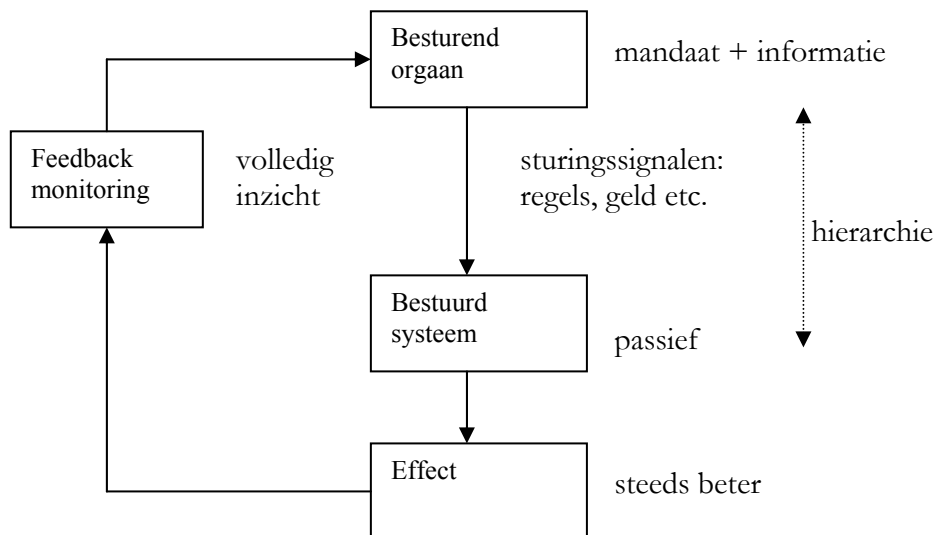 Besturend
orgaan
mandaat + informatie
Feedback
monitoring
volledig
inzicht
sturingssignalen:
regels, geld etc.
hierarchie
Bestuurd
systeem
passief
Effect
steeds beter